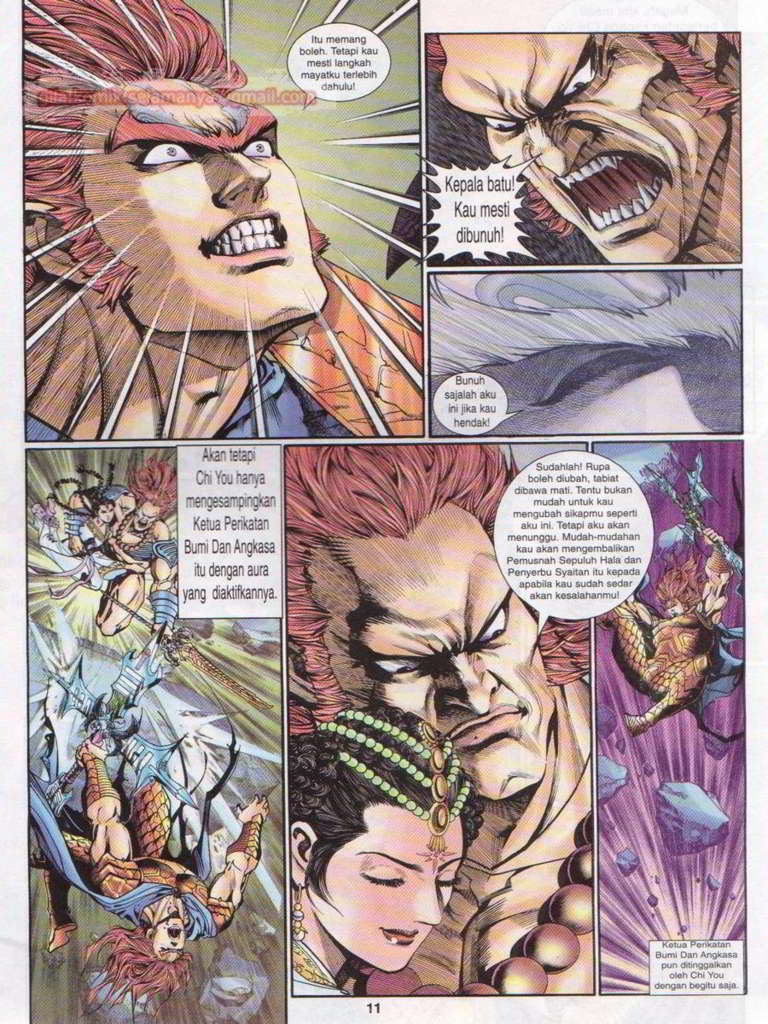 Itu memang
boleh. Tetapi kau
mesti langkah
mayatku terlebih
dahulu!
Kepala batu!
Kau mesti
dibunuh!
Bunuh
sajalah aku
ini jika kau
hendak!
Akan tetapi
Chi You hanya
mengesampingkan
Ketua Perikatan
Bumi Dan Angkasa
itu dengan aura
yang diaktifkannya.
Sudahlah! Rupa
boleh diubah, tabiat
dibawa mati. Tentu bukan
mudah untuk kau
mengubah sikapmu seperti
aku ini. Tetapi aku akan
menunggu. Mudah-mudahan
kau akan mengembalikan
Pemusnah Sepuluh Hala dan
Penyerbu Syaitan itu kepada
apabila kau sudah sedar
akan kesalahanmu!
Ketua Perikatan
Bumi Dan Angkasa
pun ditinggalkan
oleh Chi You
dengan begitu saja.
11